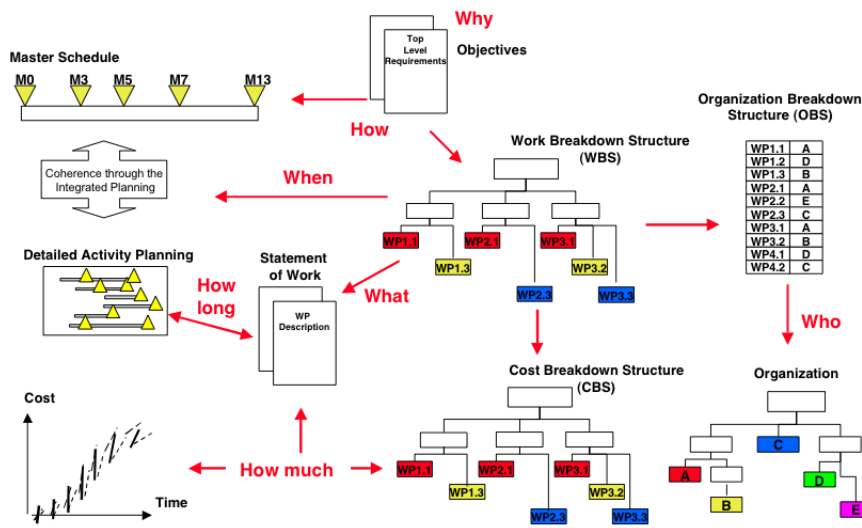 Why
Top
Level
Requirements
Objectives
Master Schedule
M0 M3 M5 M7 M13
How
Organization Breakdown
Structure (OBS)
Work Breakdown Structure
(WBS)
WP1.1 A
WP1.2 D
WP1.3 B
WP2.1 A
WP2.2 E
WP2.3 C
WP3.1 A
WP3.2 B
WP4.1 D
WP4.2 C
Coherence through the
Integrated Planning
When
WP1.1 WP2.1 WP3.1
WP1.3 WP3.2
WP2.3 WP3.3
Detailed Activity Planning
How
long
Statement
of Work
WP
Description
What
Who
Cost Breakdown Structure
(CBS)
Organization
Cost
Time
How much
WP1.1 WP2.1 WP3.1
WP1.3 WP3.2
WP2.3 WP3.3
C
A
D
B
E